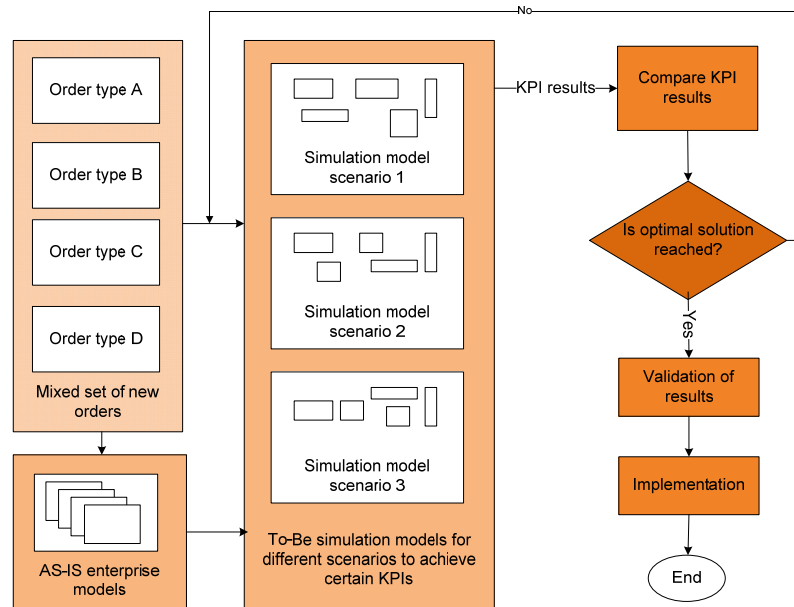 No
Order type A
Order type B
Order type C
Order type D
Mixed set of new
orders
AS-IS enterprise
models
Simulation model
scenario 1
Simulation model
scenario 2
Simulation model
scenario 3
To-Be simulation models for
different scenarios to achieve
certain KPIs
KPI results
Compare KPI
results
Is optimal solution
reached?
Yes
Validation of
results
Implementation
End